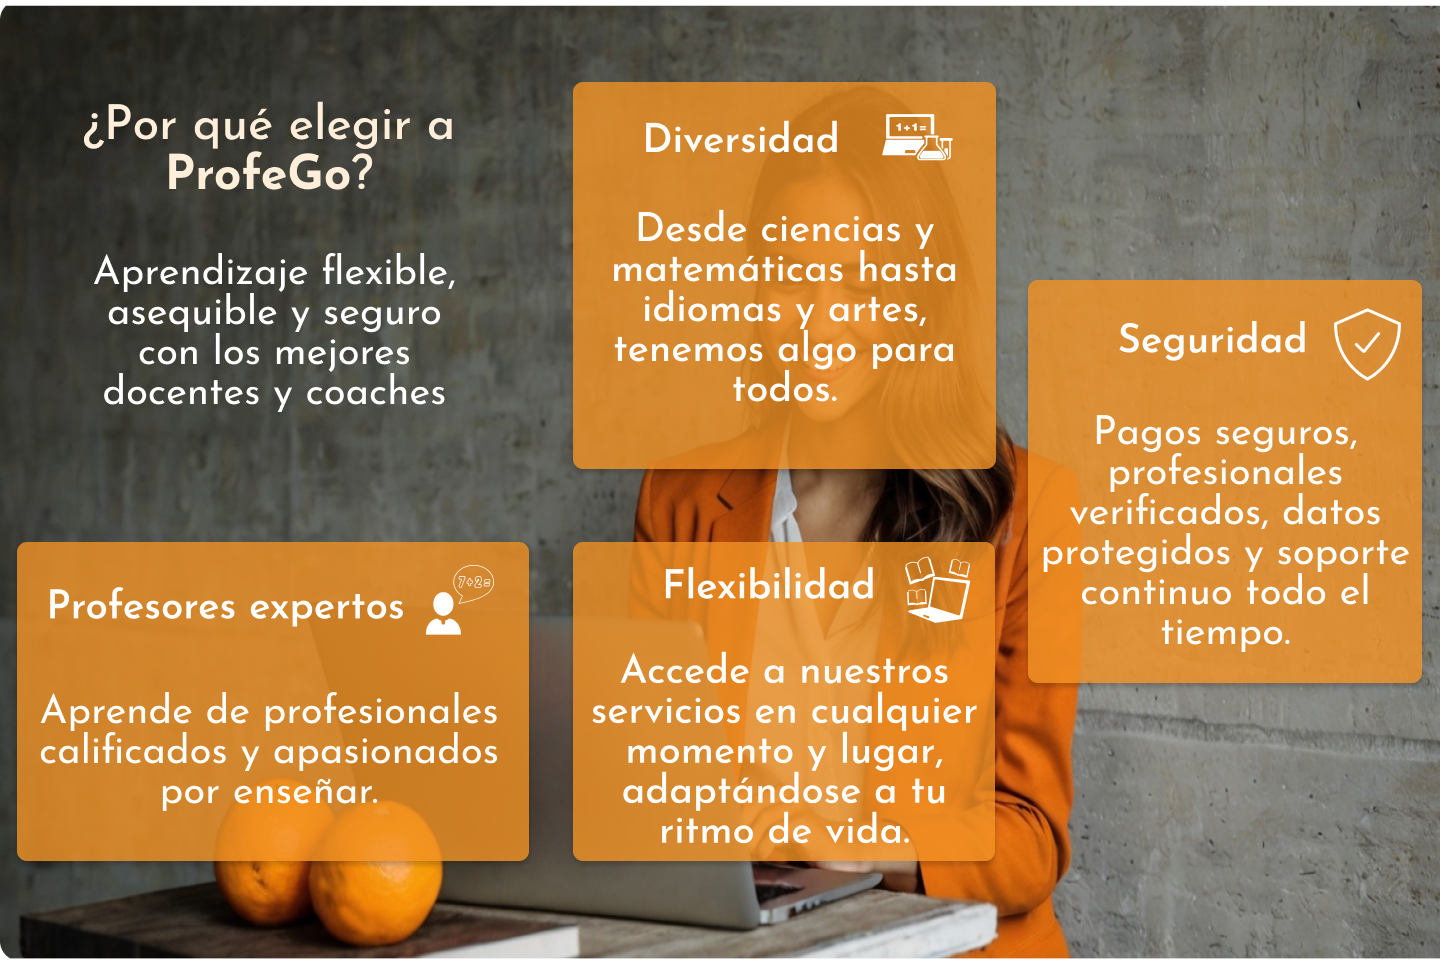 ¿Por qué elegir a
ProfeGo?
Aprendizaje flexible,
asequible y seguro
con los mejores
docentes y coaches
Diversidad
1+1=
Desde ciencias y
matemáticas hasta
idiomas y artes,
tenemos algo para
todos.
Seguridad
Pagos seguros,
profesionales
verificados, datos
protegidos y soporte
continuo todo el
tiempo.
Profesores expertos
7+2=
Aprende de profesionales
calificados y apasionados
por enseñar.
Flexibilidad
Accede a nuestros
servicios en cualquier
momento y lugar,
adaptándose a tu
ritmo de vida.